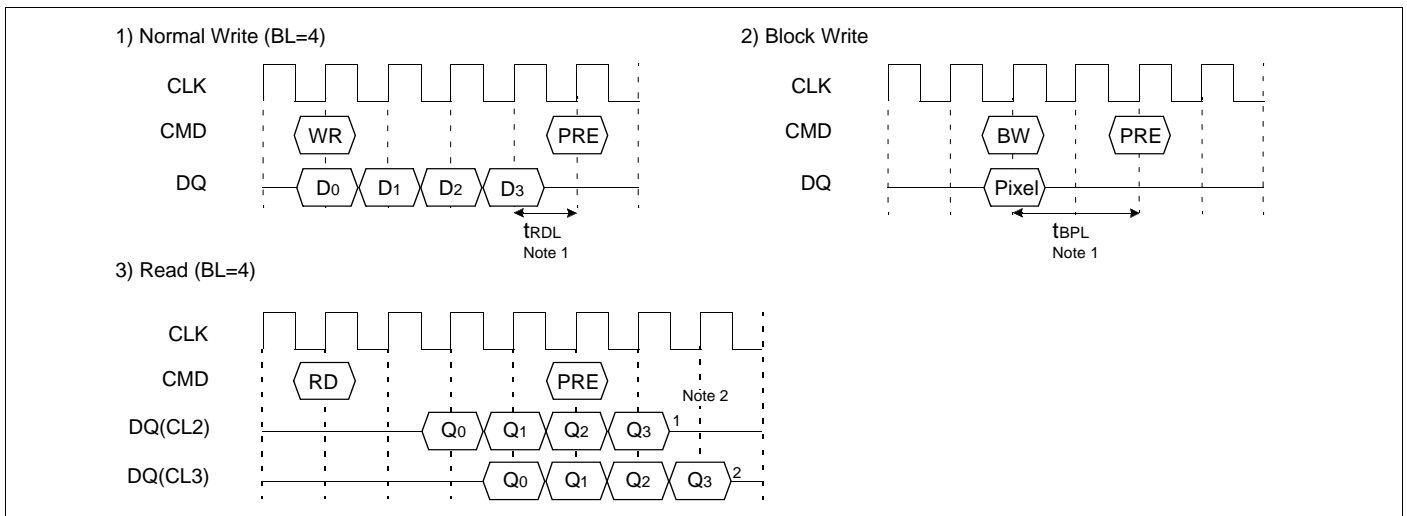 1) Normal Write (BL=4)
CLK
CMD WR PRE
DQ D0 D1 D2 D3
tRDL
Note 1
2) Block Write
CLK
CMD BW PRE
DQ Pixel
tBPL
Note 1
3) Read (BL=4)
CLK
CMD RD PRE
Note 2
DQ(CL2) Q0 Q1 Q2 Q3 1
DQ(CL3) Q0 Q1 Q2 Q3 2